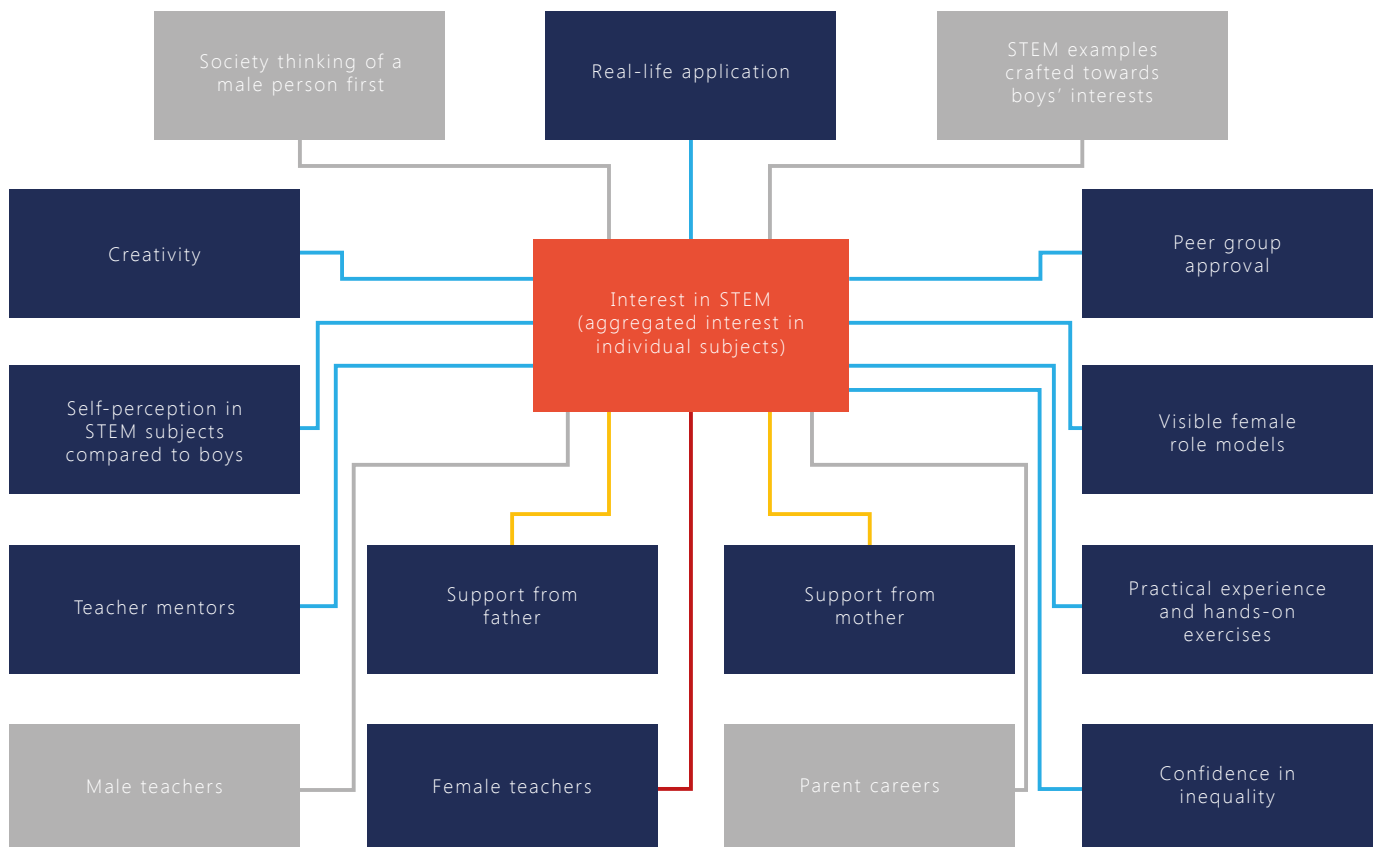 Society thinking of a
male person first
Real-life application
STEM examples
crafted towards
boys’ interests
Creativity
Peer group
approval
Interest in STEM
(aggregated interest in
individual subjects)
Self-perception in
STEM subjects
compared to boys
Visible female
role models
Teacher mentors
Support from
father
Support from
mother
Practical experience
and hands-on
exercises
Male teachers
Female teachers
Parent careers
Confidence in
inequality